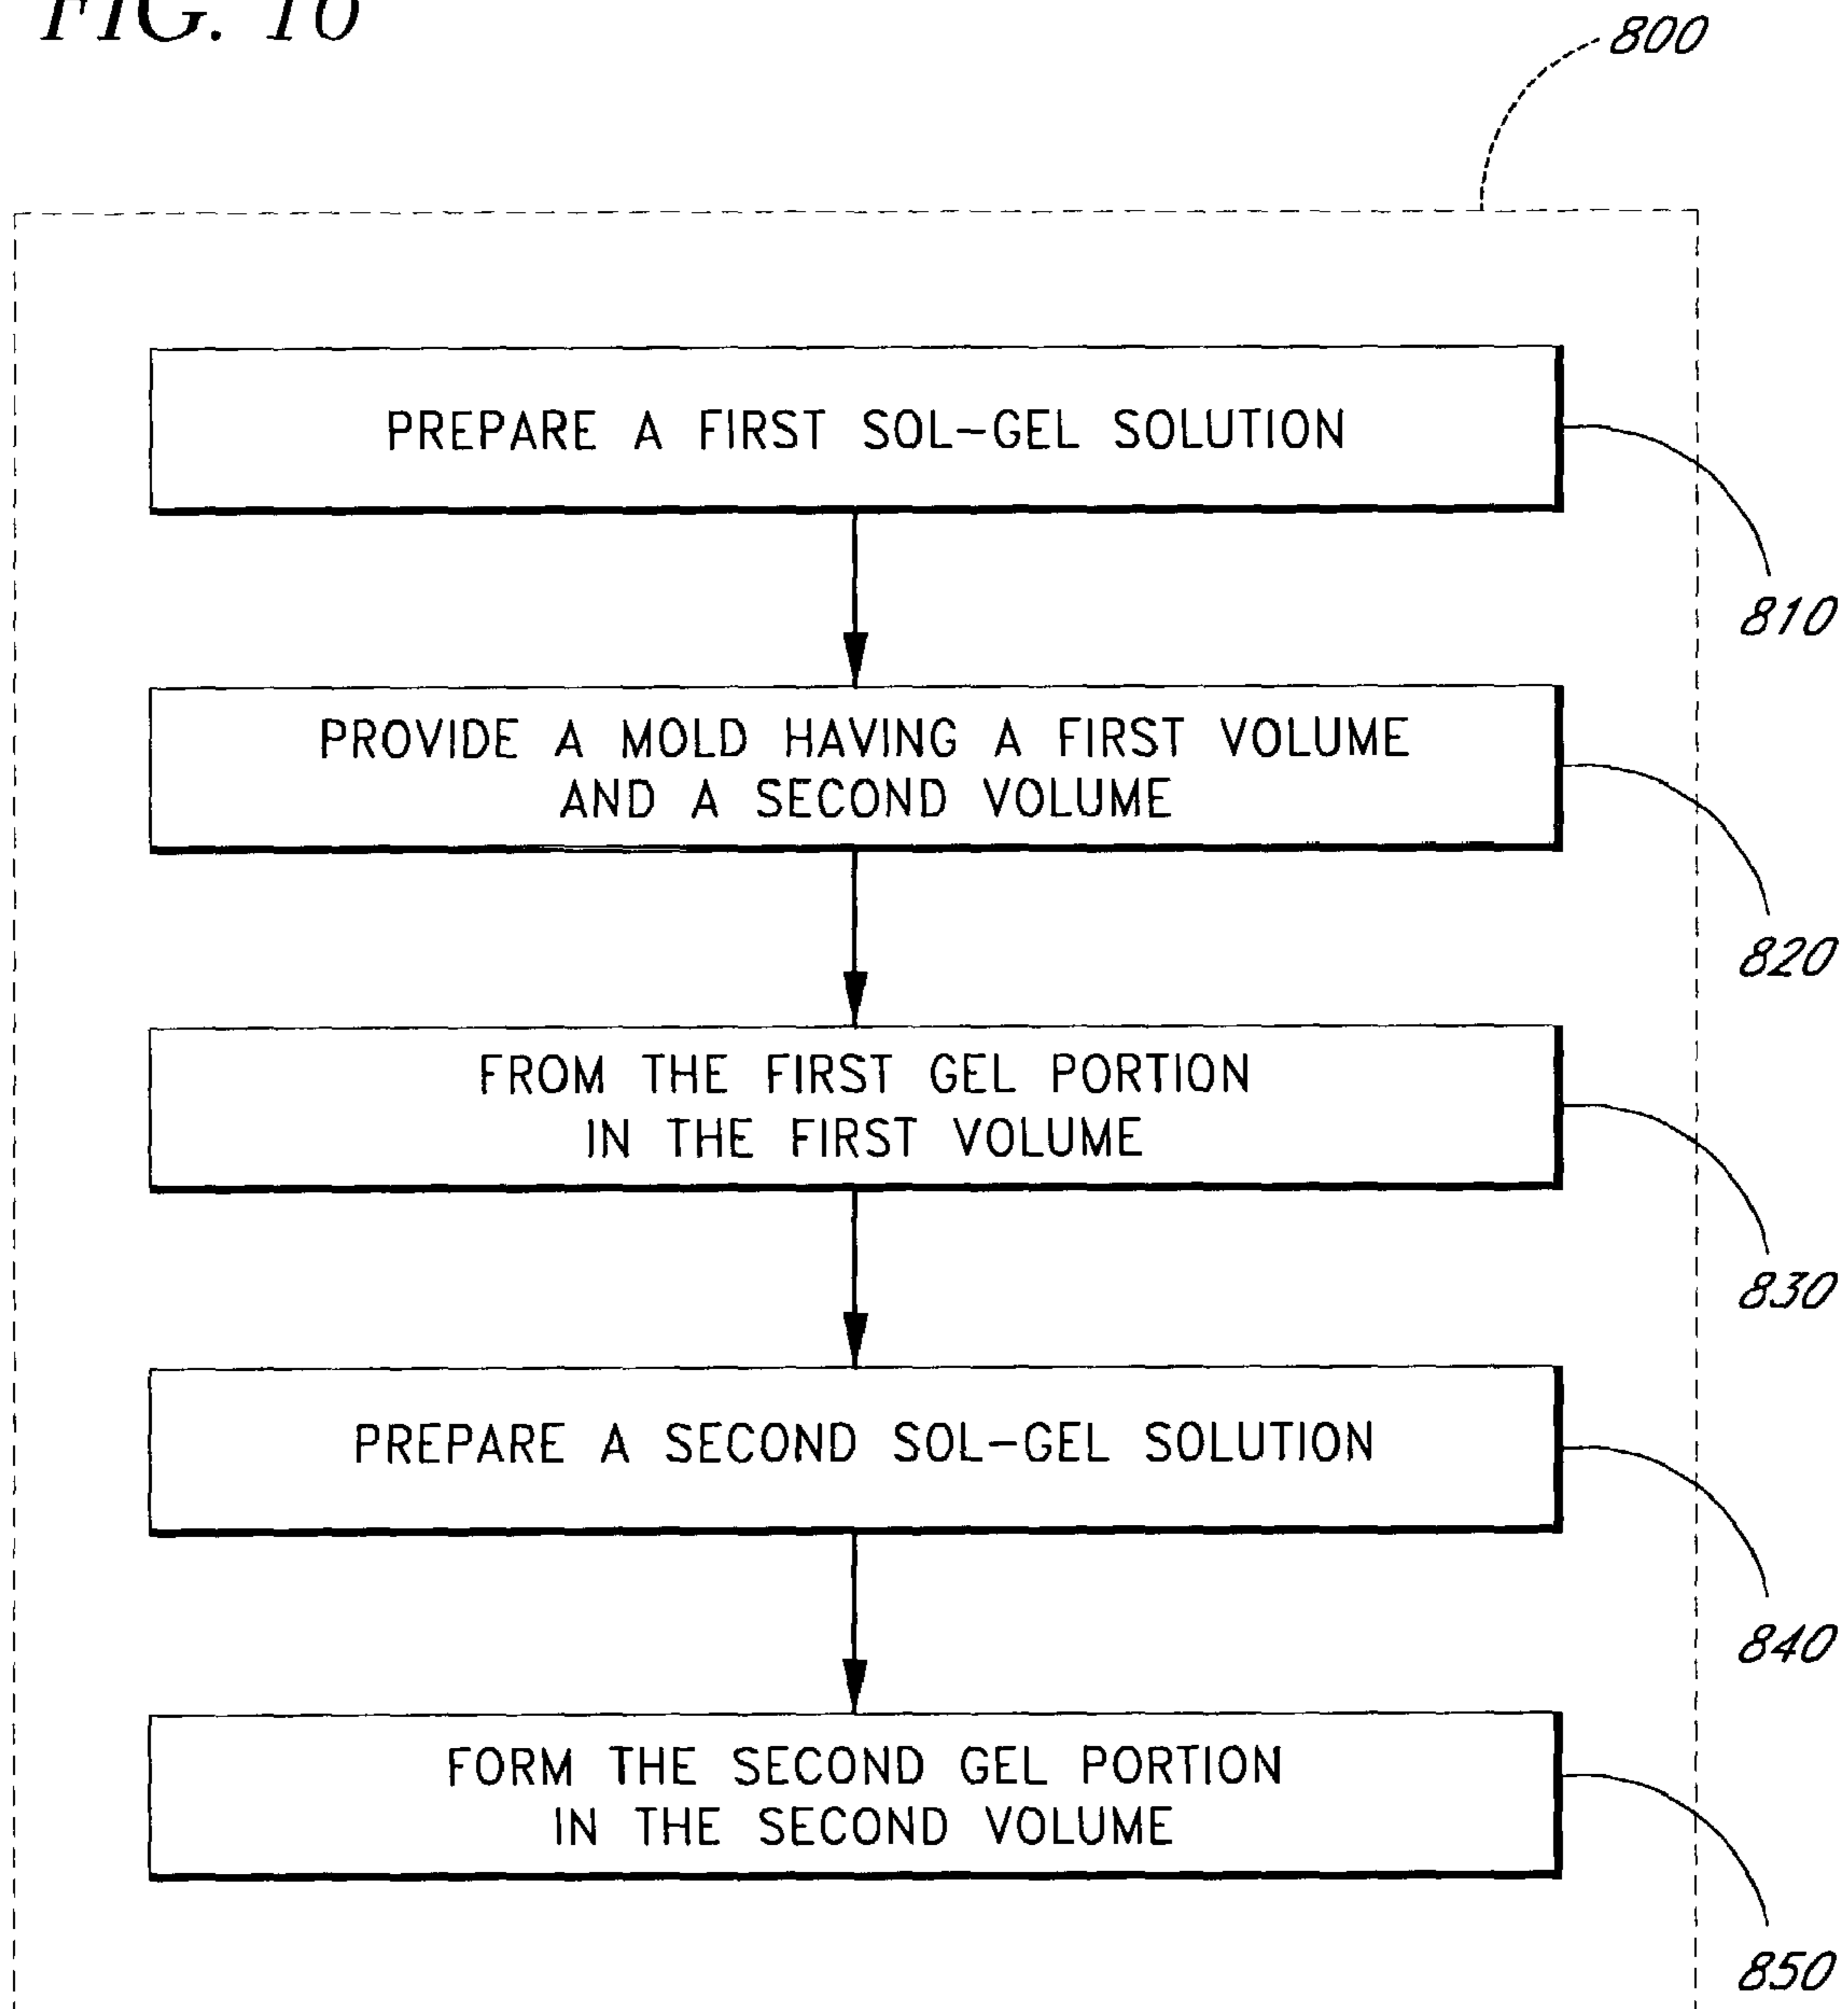 FIG. 16
800
PREPARE A FIRST SOL-GEL SOLUTION
810
PROVIDE A MOLD HAVING A FIRST VOLUME
AND A SECOND VOLUME
820
FROM THE FIRST GEL PORTION
IN THE FIRST VOLUME
830
PREPARE A SECOND SOL-GEL SOLUTION
840
FORM THE SECOND GEL PORTION
IN THE SECOND VOLUME
850